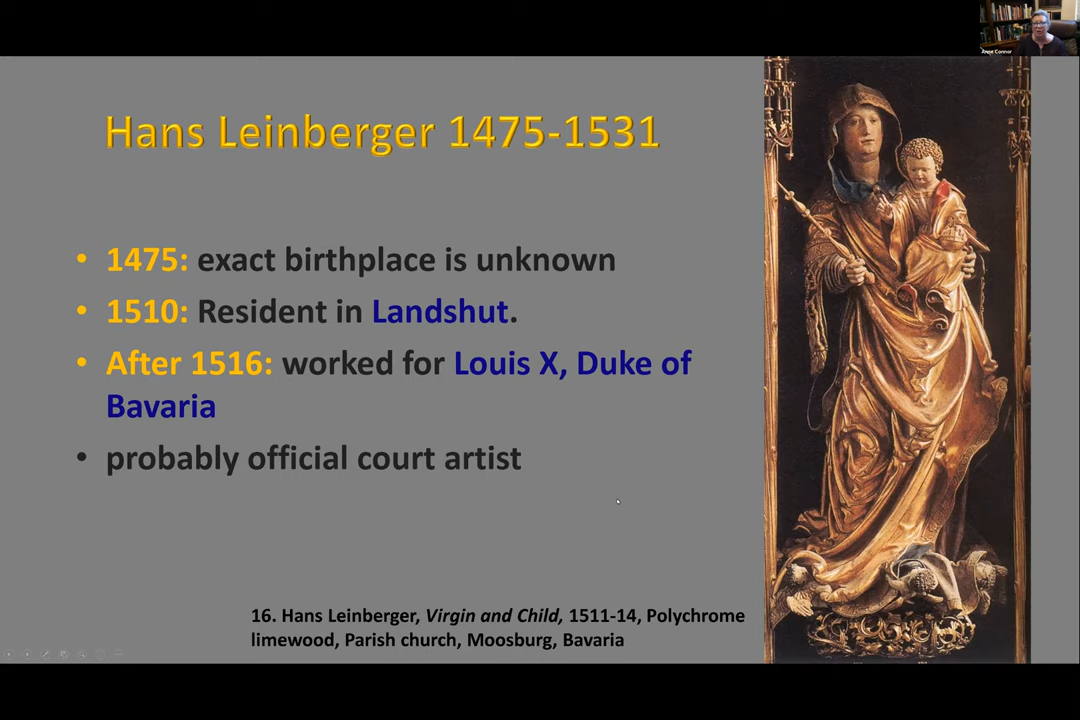 Anne Connor
Hans Leinberger 1475-1531
• 1475: exact birthplace is unknown
• 1510: Resident in Landshut.
• After 1516: worked for Louis X, Duke of
Bavaria
• probably official court artist
16. Hans Leinberger, Virgin and Child, 1511-14, Polychrome
limewood, Parish church, Moosburg, Bavaria